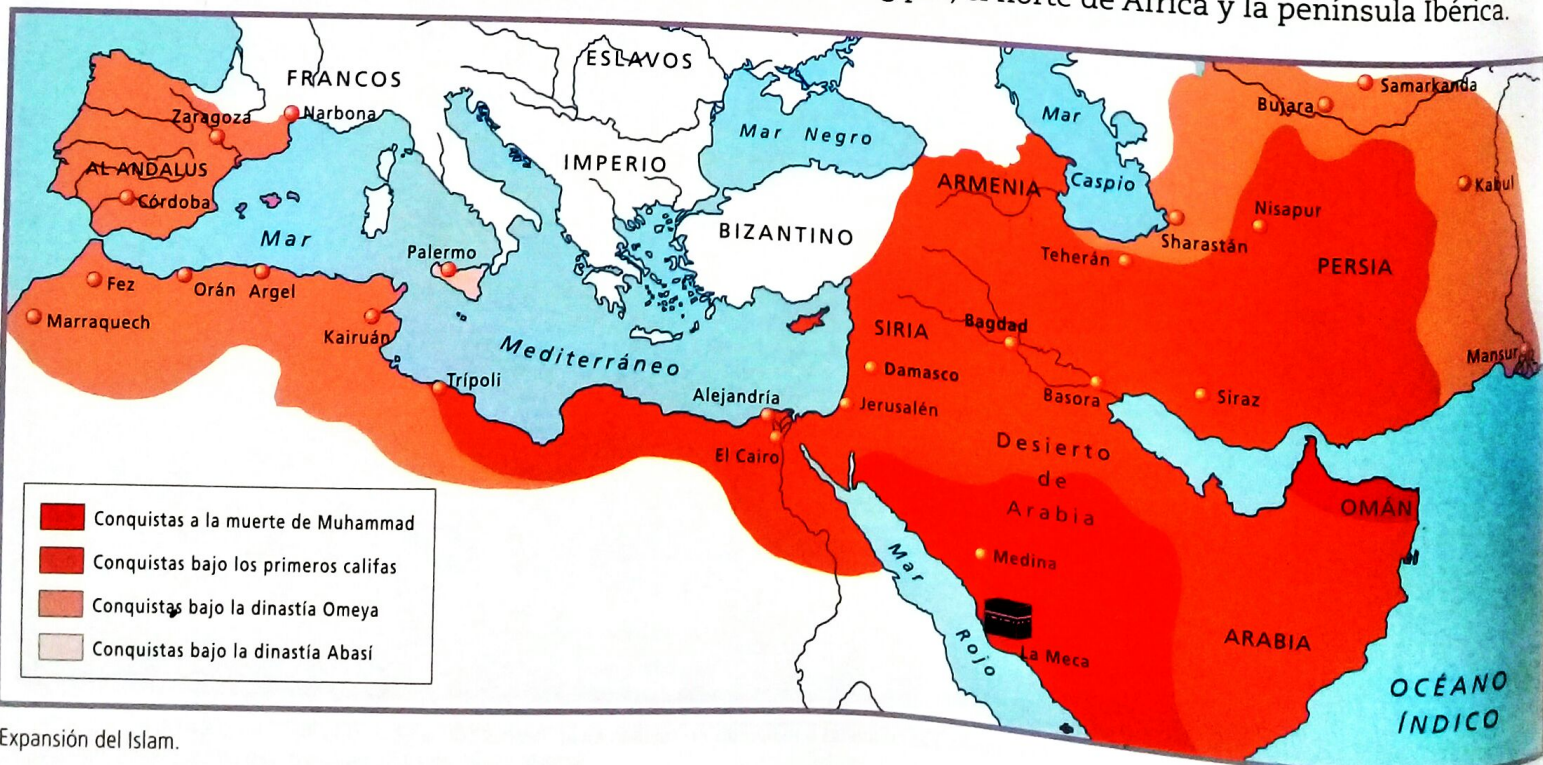 norte de África y la península Ibérica.
FRANCOS
ESLAVOS
Samarkanda
Bujara
Zaragoza
Narbona
Mar Negro
Mar
Caspio
IMPERIO
BIZANTINO
AL ANDALUS
Córdoba
ARMENIA
Kabul
Nisapur
Sharastán
Teherán
PERSIA
Mar
Mediterráneo
Palermo
Fez
Orán
Argel
Marraquech
Kairuán
SIRIA
Bagdad
Mansur
Trípoli
Damasco
Alejandría
Jerusalén
Basora
Siraz
El Cairo
Desierto
de
Arabia
OMÁN
Medina
Mar
Rojo
La Meca
ARABIA
OCÉANO
ÍNDICO
Conquistas a la muerte de Muhammad
Conquistas bajo los primeros califas
Conquistas bajo la dinastía Omeya
Conquistas bajo la dinastía Abasí
Expansión del Islam.